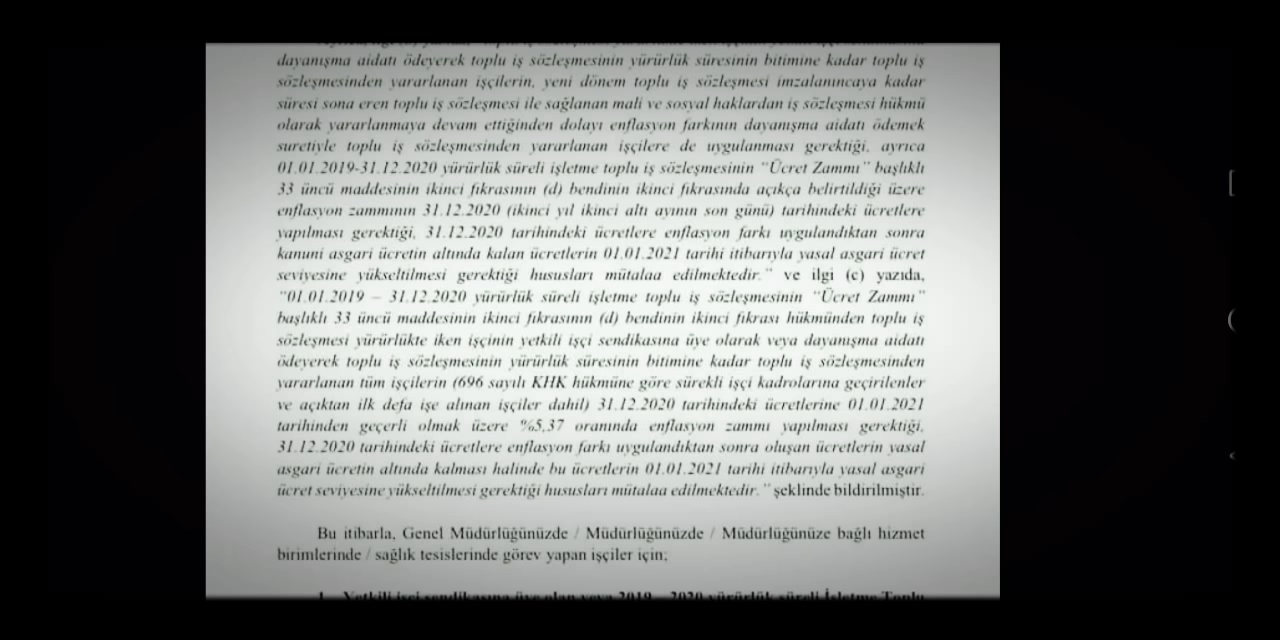 dayanışma aidatı ödeyerek toplu iş sözleşmesinin yürürlük süresinin bitimine kadar toplu iş
sözleşmesinden yararlanan işçilerin, yeni dönem toplu iş sözleşmesi imzalanıncaya kadar
süresi sona eren toplu iş sözleşmesi ile sağlanan mali ve sosyal haklardan iş sözleşmesi hükmü
olarak yararlanmaya devam ettiğinden dolayı enflasyon farkının dayanışma aidatı ödemek
suretiyle toplu iş sözleşmesinden yararlanan işçilere de uygulanması gerektiği, ayrıca
01.01.2019-31.12.2020 yürürlük süreli işletme toplu iş sözleşmesinin “Ücret Zammı” başlıklı
33 üncü maddesinin ikinci fıkrasının (d) bendinin ikinci fıkrasında açıkça belirtildiği üzere
enflasyon zammının 31.12.2020 (ikinci yıl ikinci altı ayının son günü) tarihindeki ücretlere
yapılması gerektiği, 31.12.2020 tarihindeki ücretlere enflasyon farkı uygulandıktan sonra
kanuni asgari ücretin altında kalan ücretlerin 01.01.2021 tarihi itibarıyla yasal asgari ücret
seviyesine yükseltilmesi gerektiği hususları mütalaa edilmektedir.” ve ilgi (c) yazıda,
“01.01.2019 – 31.12.2020 yürürlük süreli işletme toplu iş sözleşmesinin “Ücret Zammı”
başlıklı 33 üncü maddesinin ikinci fıkrasının (d) bendinin ikinci fıkrası hükmünden toplu iş
sözleşmesi yürürlükte iken işçinin yetkili işçi sendikasına üye olarak veya dayanışma aidatı
ödeyerek toplu iş sözleşmesinin yürürlük süresinin bitimine kadar toplu iş sözleşmesinden
yararlanan tüm işçilerin (696 sayılı KHK hükmüne göre sürekli işçi kadrolarına geçirilenler
ve açıktan ilk defa işe alınan işçiler dahil) 31.12.2020 tarihindeki ücretlerine 01.01.2021
tarihinden geçerli olmak üzere %5,37 oranında enflasyon zammı yapılması gerektiği,
31.12.2020 tarihindeki ücretlere enflasyon farkı uygulandıktan sonra oluşan ücretlerin yasal
asgari ücretin altında kalması halinde bu ücretlerin 01.01.2021 tarihi itibarıyla yasal asgari
ücret seviyesine yükseltilmesi gerektiği hususları mütalaa edilmektedir.” şeklinde bildirilmiştir.
Bu itibarla, Genel Müdürlüğünüzde / Müdürlüğünüzde / Müdürlüğünüze bağlı hizmet
birimlerinde / sağlık tesislerinde görev yapan işçiler için;
1. Yetkili işçi sendikasına üye olan veya 2019 – 2020 yürürlük süreli İşletme Toplu